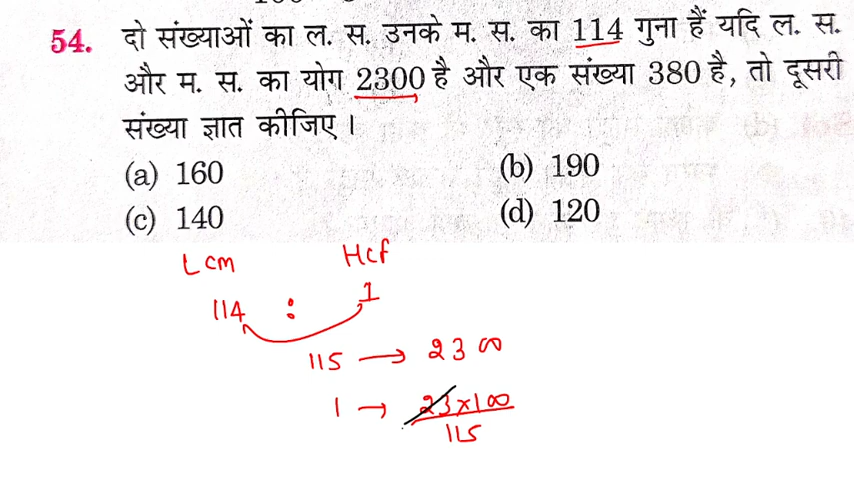 54. दो संख्याओं का ल. स. उनके म. स. का 114 गुना हैं यदि ल. स.
और म. स. का योग 2300 है और एक संख्या 380 है, तो दूसरी
संख्या ज्ञात कीजिए ।
(a) 160 (b) 190
(c) 140 (d) 120
Lcm Hcf
114 : 1
115 → 2300
1 → 23×100
115